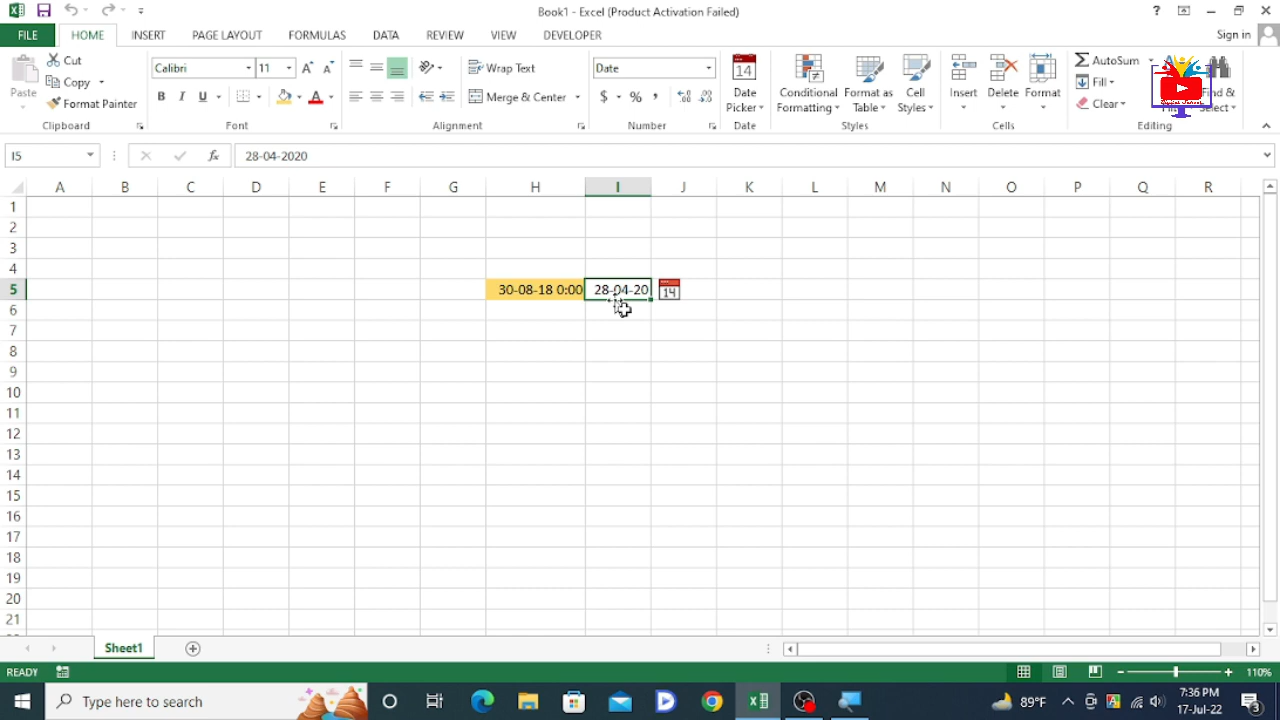 Book1 - Excel (Product Activation Failed)
FILE HOME INSERT PAGE LAYOUT FORMULAS DATA REVIEW VIEW DEVELOPER Sign in
Paste
Cut
Copy
Format Painter
Clipboard
Calibri 11
B I U
Font
Wrap Text
Merge & Center
Alignment
Date
$ % ,
Number
14
Date
Picker
Date
Conditional
Formatting
Format as
Table
Cell
Styles
Styles
Insert
Delete
Format
Cells
AutoSum
Fill
Clear
Find &
Select
Editing
I5 fx 28-04-2020
A B C D E F G H I J K L M N O P Q R
1
2
3
4
5 30-08-18 0:00 28-04-20 14
6
7
8
9
10
11
12
13
14
15
16
17
18
19
20
21
Sheet1
READY 110%
Type here to search
89°F
7:36 PM
17-Jul-22
3